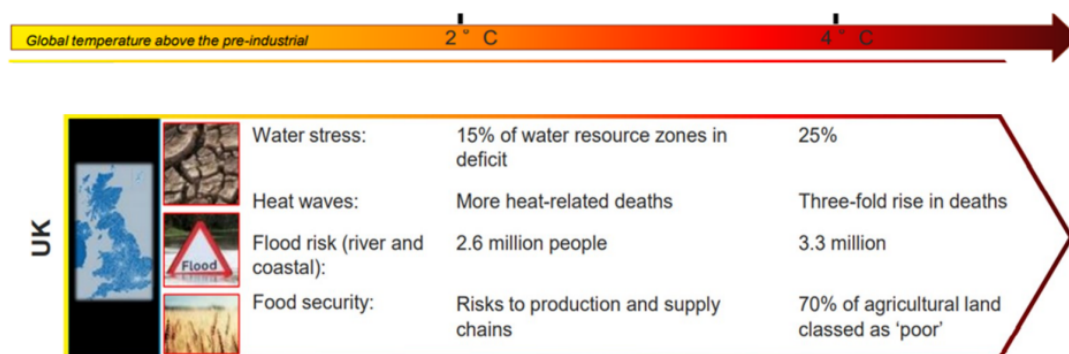 Global temperature above the pre-industrial
2 ° C
4 ° C
UK
Water stress:
15% of water resource zones in
deficit
25%
Heat waves:
More heat-related deaths
Three-fold rise in deaths
Flood
Flood risk (river and
coastal):
2.6 million people
3.3 million
Food security:
Risks to production and supply
chains
70% of agricultural land
classed as ‘poor’